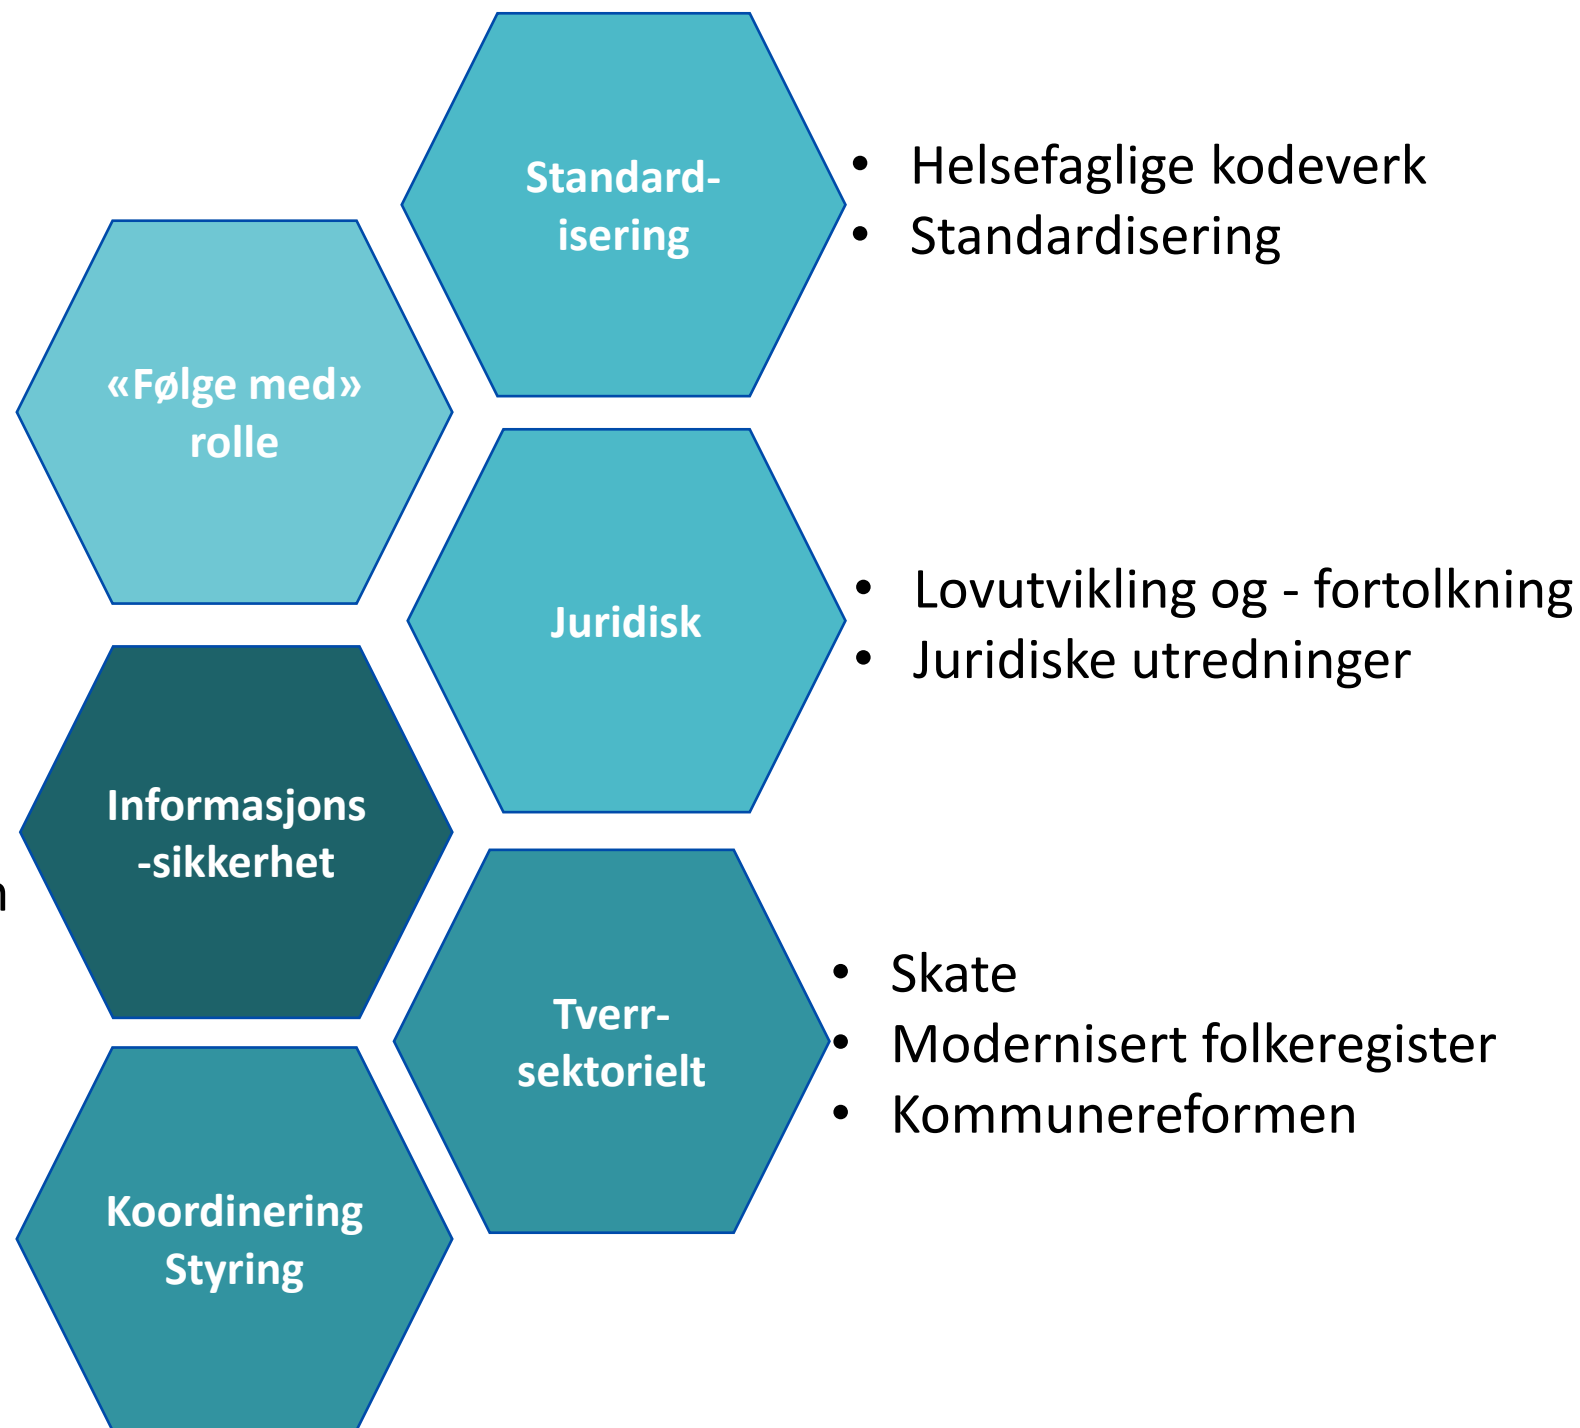 Standard-
isering
• Helsefaglige kodeverk
• Standardisering
«Følge med»
rolle
Juridisk
• Lovutvikling og - fortolkning
• Juridiske utredninger
Informasjons
-sikkerhet
Tverr-
sektorielt
• Skate
• Modernisert folkeregister
• Kommunereformen
Koordinering
Styring